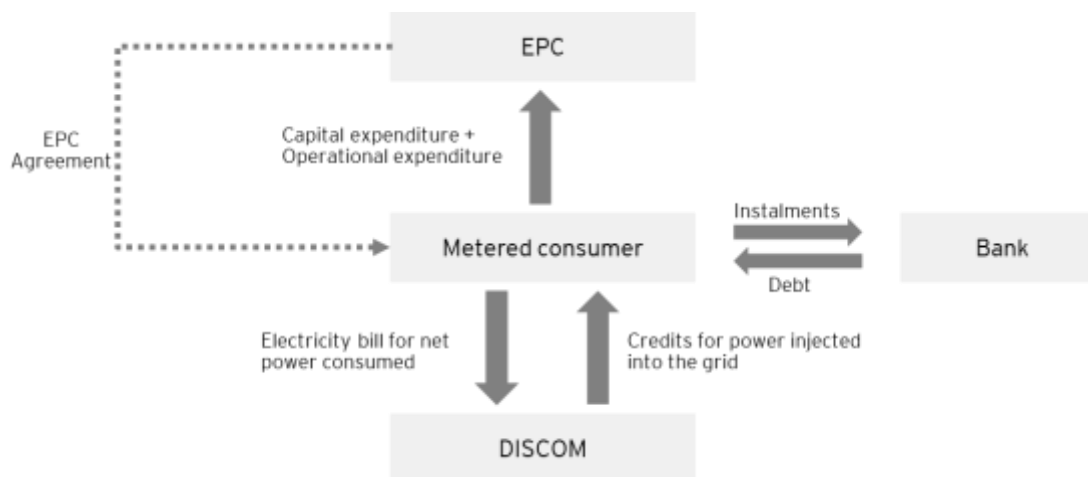 EPC
EPC
Agreement
Capital expenditure +
Operational expenditure
Metered consumer
Instalments
Debt
Bank
Electricity bill for net
power consumed
Credits for power injected
into the grid
DISCOM